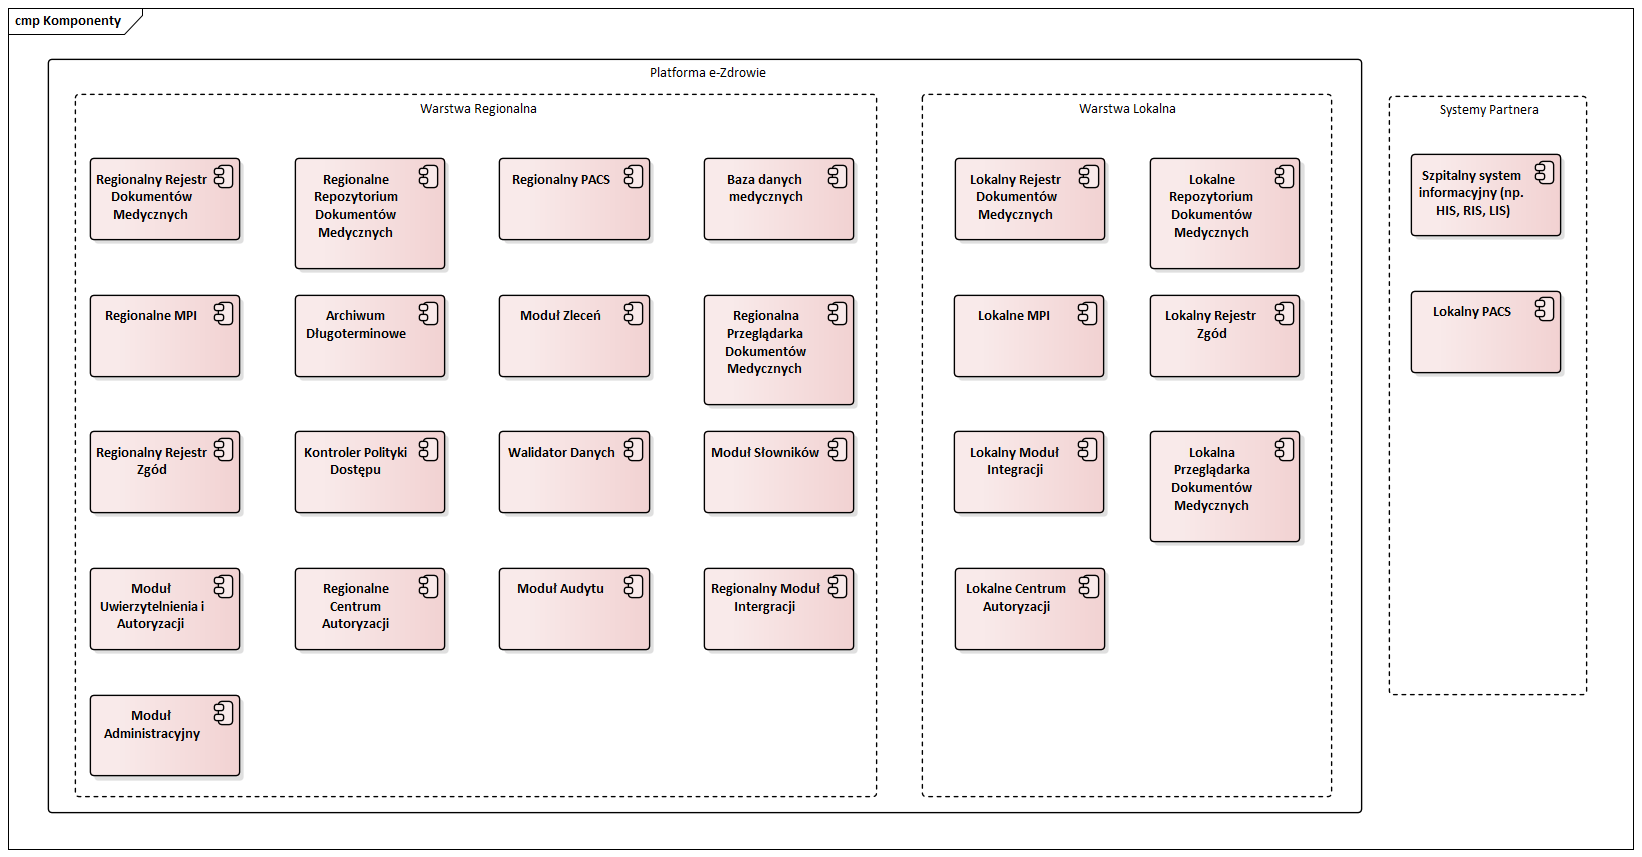 cmp Komponenty
Platforma e-Zdrowie
Warstwa Regionalna
Regionalny Rejestr
Dokumentów
Medycznych
Regionalne
Repozytorium
Dokumentów
Medycznych
Regionalny PACS
Baza danych
medycznych
Regionalne MPI
Archiwum
Długoterminowe
Moduł Zleceń
Regionalna
Przeglądarka
Dokumentów
Medycznych
Regionalny Rejestr
Zgód
Kontroler Polityki
Dostępu
Walidator Danych
Moduł Słowników
Moduł
Uwierzytelnienia i
Autoryzacji
Regionalne
Centrum
Autoryzacji
Moduł Audytu
Regionalny Moduł
Intergracji
Moduł
Administracyjny
Warstwa Lokalna
Lokalny Rejestr
Dokumentów
Medycznych
Lokalne
Repozytorium
Dokumentów
Medycznych
Lokalne MPI
Lokalny Rejestr
Zgód
Lokalny Moduł
Integracji
Lokalna
Przeglądarka
Dokumentów
Medycznych
Lokalne Centrum
Autoryzacji
Systemy Partnera
Szpitalny system
informacyjny (np.
HIS, RIS, LIS)
Lokalny PACS